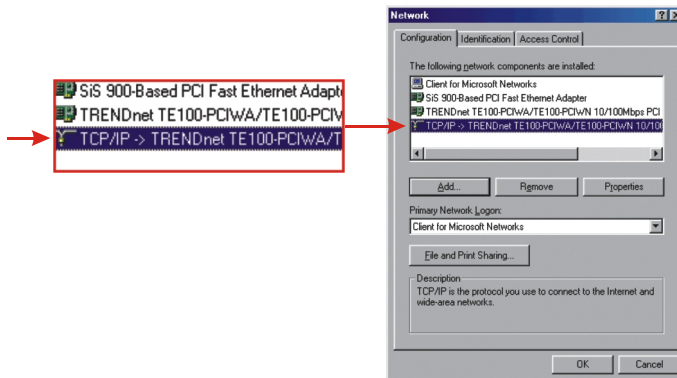 SiS 900-Based PCI Fast Ethernet Adapt
TRENDnet TE100-PCIWA/TE100-PCIV
TCP/IP -> TRENDnet TE100-PCIWA/T
Network
Configuration Identification Access Control
The following network components are installed:
Client for Microsoft Networks
SiS 900-Based PCI Fast Ethernet Adapter
TRENDnet TE100-PCIWA/TE100-PCIWN 10/100Mbps PCI
TCP/IP -> TRENDnet TE100-PCIWA/TE100-PCIWN 10/100
Add... Remove Properties
Primary Network Logon:
Client for Microsoft Networks
File and Print Sharing...
Description
TCP/IP is the protocol you use to connect to the Internet and
wide-area networks.
OK Cancel